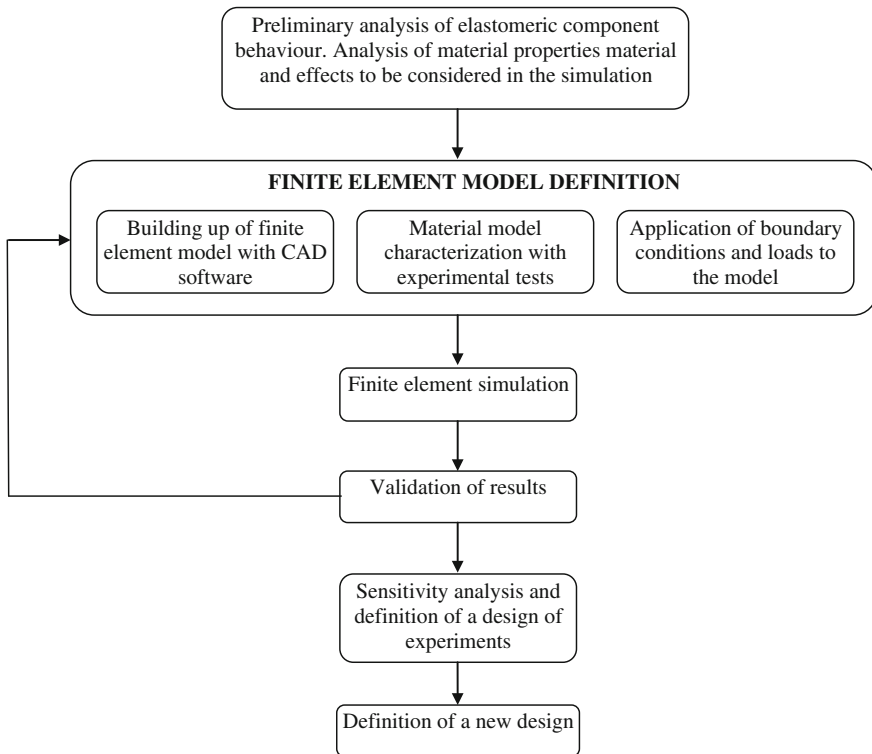 Preliminary analysis of elastomeric component
behaviour. Analysis of material properties material
and effects to be considered in the simulation
FINITE ELEMENT MODEL DEFINITION
Building up of finite
element model with CAD
software
Material model
characterization with
experimental tests
Application of boundary
conditions and loads to
the model
Finite element simulation
Validation of results
Sensitivity analysis and
definition of a design of
experiments
Definition of a new design